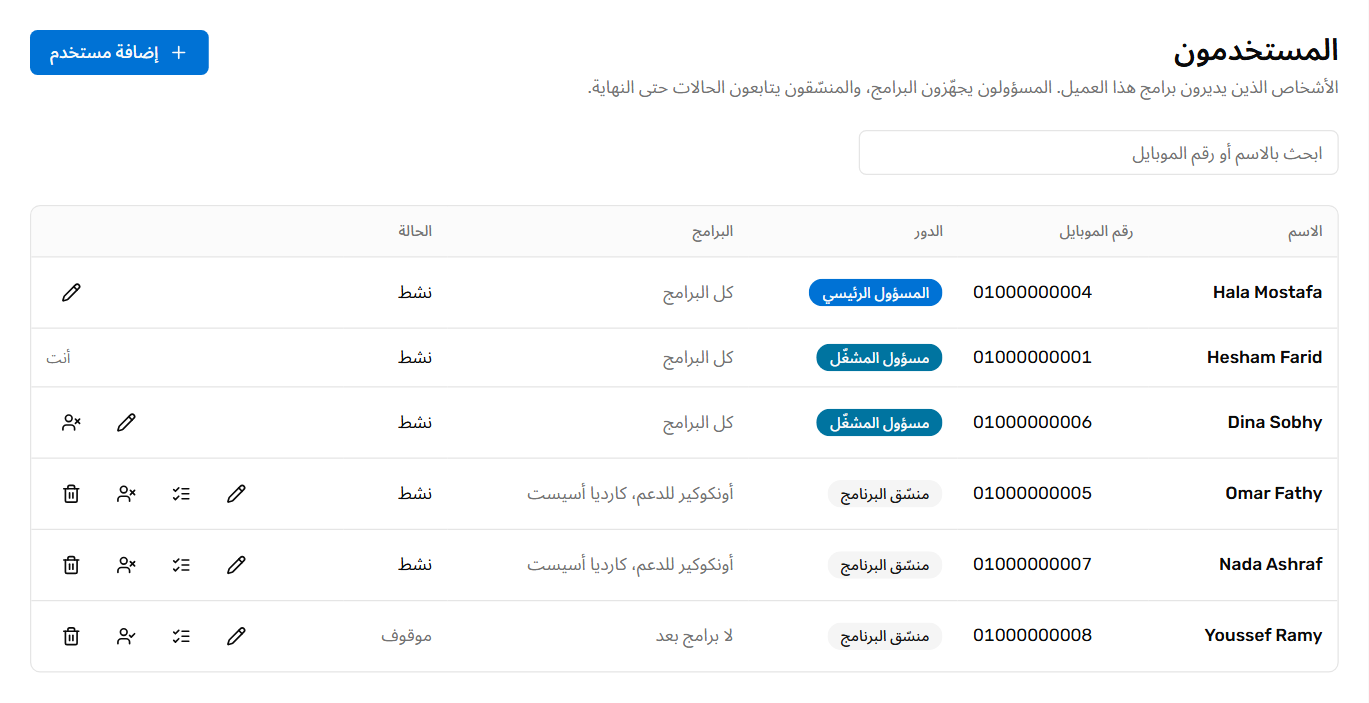 المستخدمون
+ إضافة مستخدم
الأشخاص الذين يديرون برامج هذا العميل. المسؤولون يجهّزون البرامج، والمنسّقون يتابعون الحالات حتى النهاية.
ابحث بالاسم أو رقم الموبايل
الاسم رقم الموبايل الدور البرامج الحالة
Hala Mostafa 01000000004 المسؤول الرئيسي كل البرامج نشط
Hesham Farid 01000000001 مسؤول المشغّل كل البرامج نشط أنت
Dina Sobhy 01000000006 مسؤول المشغّل كل البرامج نشط
Omar Fathy 01000000005 منسّق البرنامج أونكوكير للدعم، كارديا أسيست نشط
Nada Ashraf 01000000007 منسّق البرنامج أونكوكير للدعم، كارديا أسيست نشط
Youssef Ramy 01000000008 منسّق البرنامج لا برامج بعد موقوف